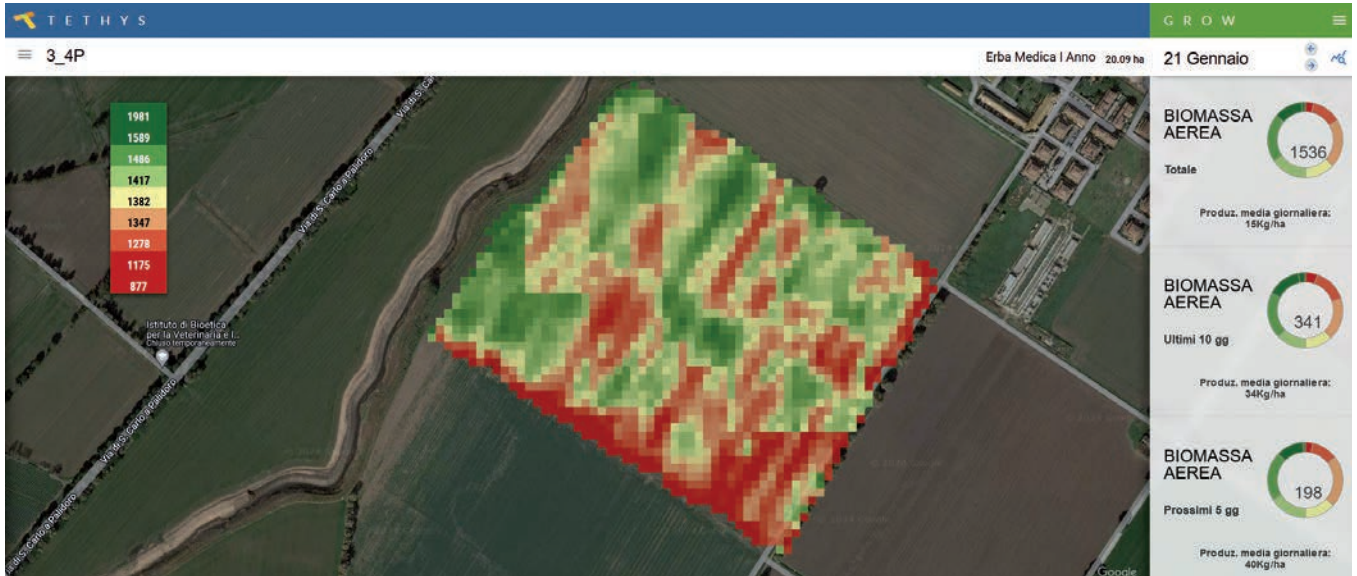 TETHYS
GROW
3_4P
Erba Medica I Anno 20.09 ha
21 Gennaio
1981
1589
1486
1417
1382
1347
1278
1175
877
Via di S. Carlo a Palidoro
Via di S. Carlo a Palidoro
Via di S. Carlo a Palidoro
Via di S. Ca
Istituto di Bioetica
per la Veterinaria e l...
Chiuso temporaneamente
Google
BIOMASSA
AEREA
1536
Totale
Produz. media giornaliera:
15Kg/ha
BIOMASSA
AEREA
341
Ultimi 10 gg
Produz. media giornaliera:
34Kg/ha
BIOMASSA
AEREA
198
Prossimi 5 gg
Produz. media giornaliera:
40Kg/ha